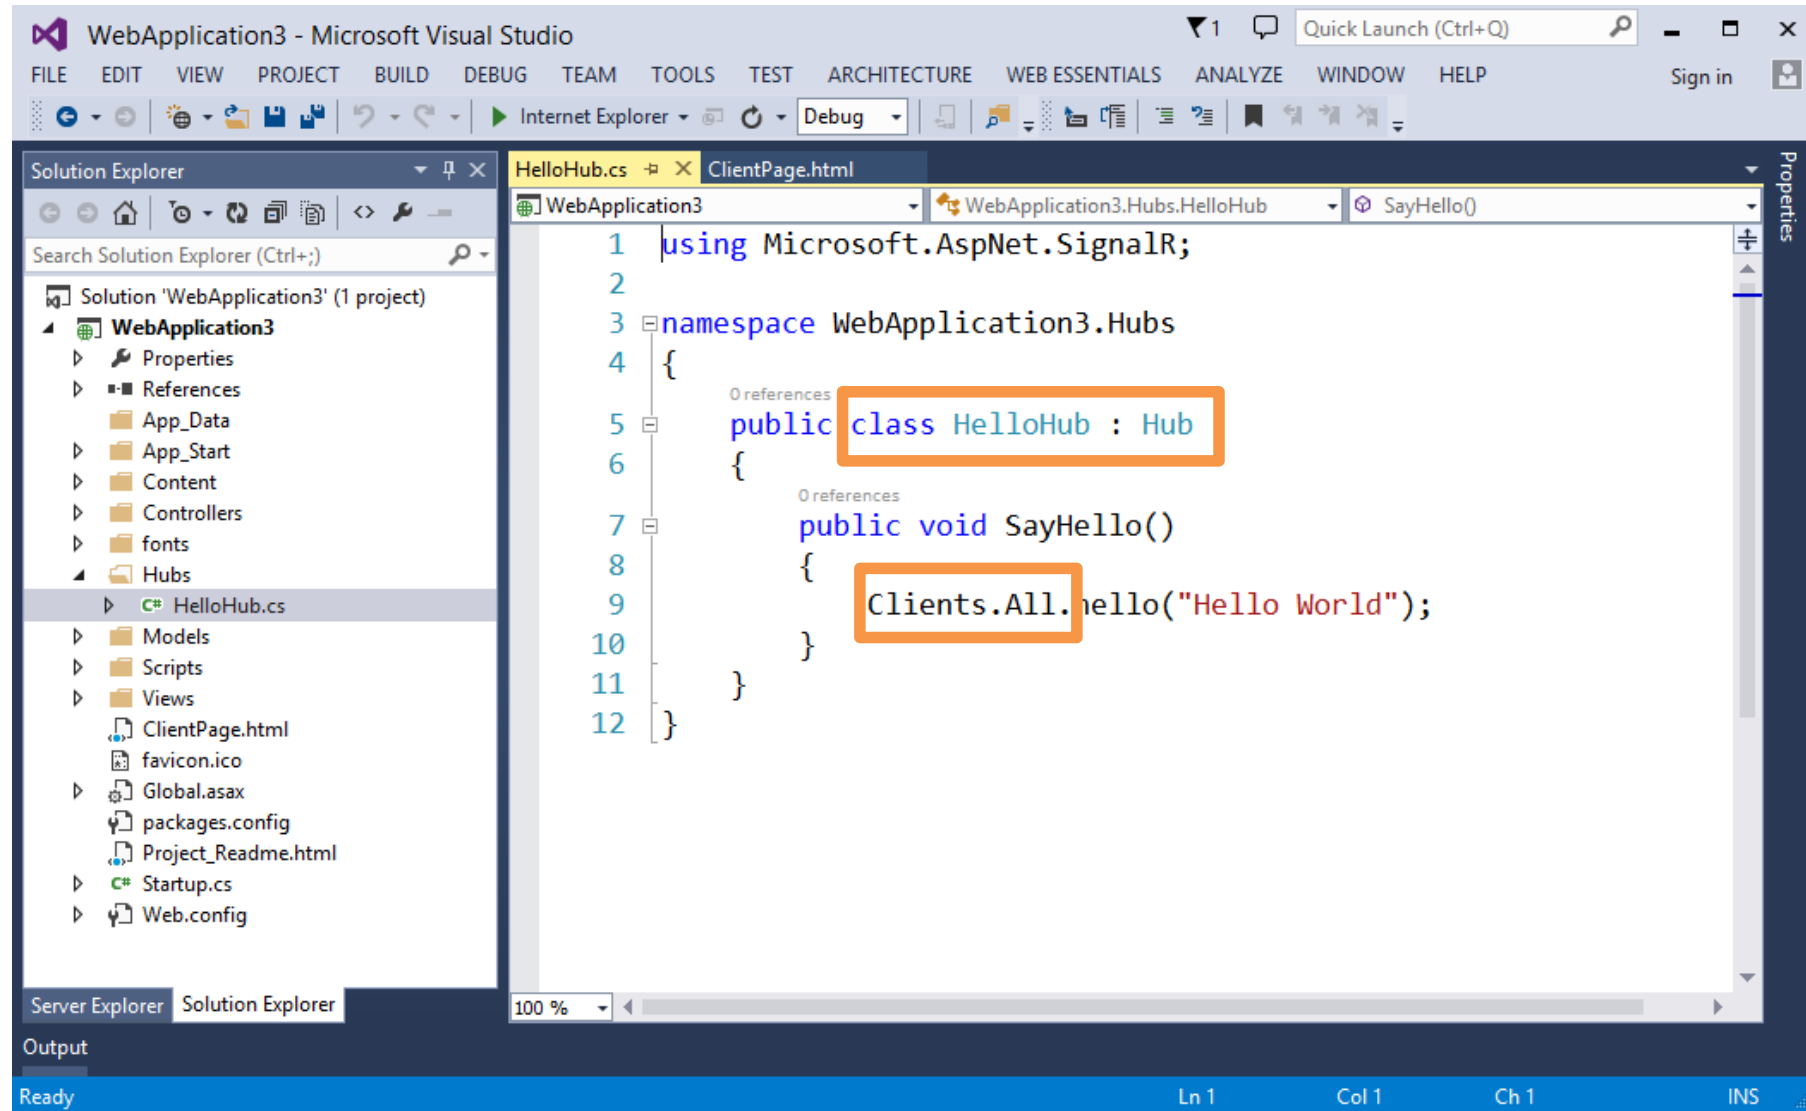 WebApplication3 - Microsoft Visual Studio
1
Quick Launch (Ctrl+Q)
FILE EDIT VIEW PROJECT BUILD DEBUG TEAM TOOLS TEST ARCHITECTURE WEB ESSENTIALS ANALYZE WINDOW HELP
Sign in
Internet Explorer
Debug
Solution Explorer
Search Solution Explorer (Ctrl+;)
Solution 'WebApplication3' (1 project)
WebApplication3
Properties
References
App_Data
App_Start
Content
Controllers
fonts
Hubs
C# HelloHub.cs
Models
Scripts
Views
ClientPage.html
favicon.ico
Global.asax
packages.config
Project_Readme.html
C# Startup.cs
Web.config
Server Explorer Solution Explorer
HelloHub.cs ClientPage.html
WebApplication3 WebApplication3.Hubs.HelloHub SayHello()
1 using Microsoft.AspNet.SignalR;
2
3 namespace WebApplication3.Hubs
4 {
0 references
5 public class HelloHub : Hub
6 {
0 references
7 public void SayHello()
8 {
9 Clients.All.hello("Hello World");
10 }
11 }
12 }
100 %
Properties
Output
Ready
Ln 1 Col 1 Ch 1 INS